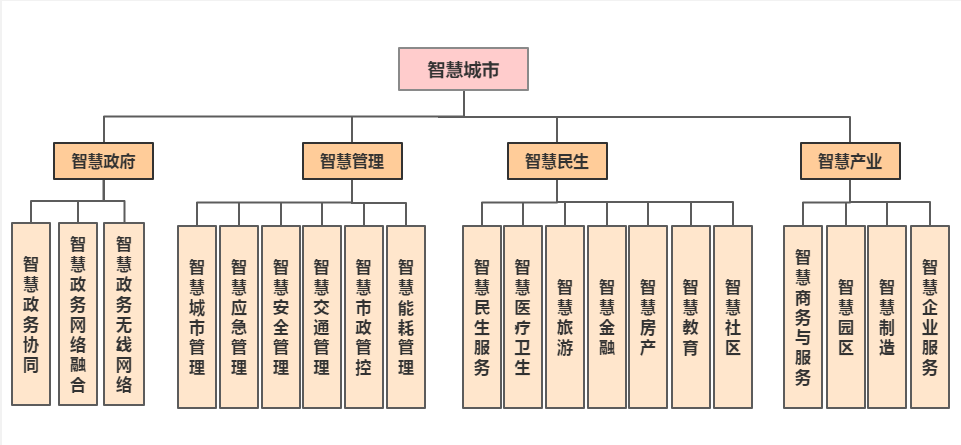 智慧城市
智慧政府
智慧管理
智慧民生
智慧产业
智慧政务协同
智慧政务网络融合
智慧政务无线网络
智慧城市管理
智慧应急管理
智慧安全管理
智慧交通管理
智慧市政管控
智慧能耗管理
智慧民生服务
智慧医疗卫生
智慧旅游
智慧金融
智慧房产
智慧教育
智慧社区
智慧商务与服务
智慧园区
智慧制造
智慧企业服务